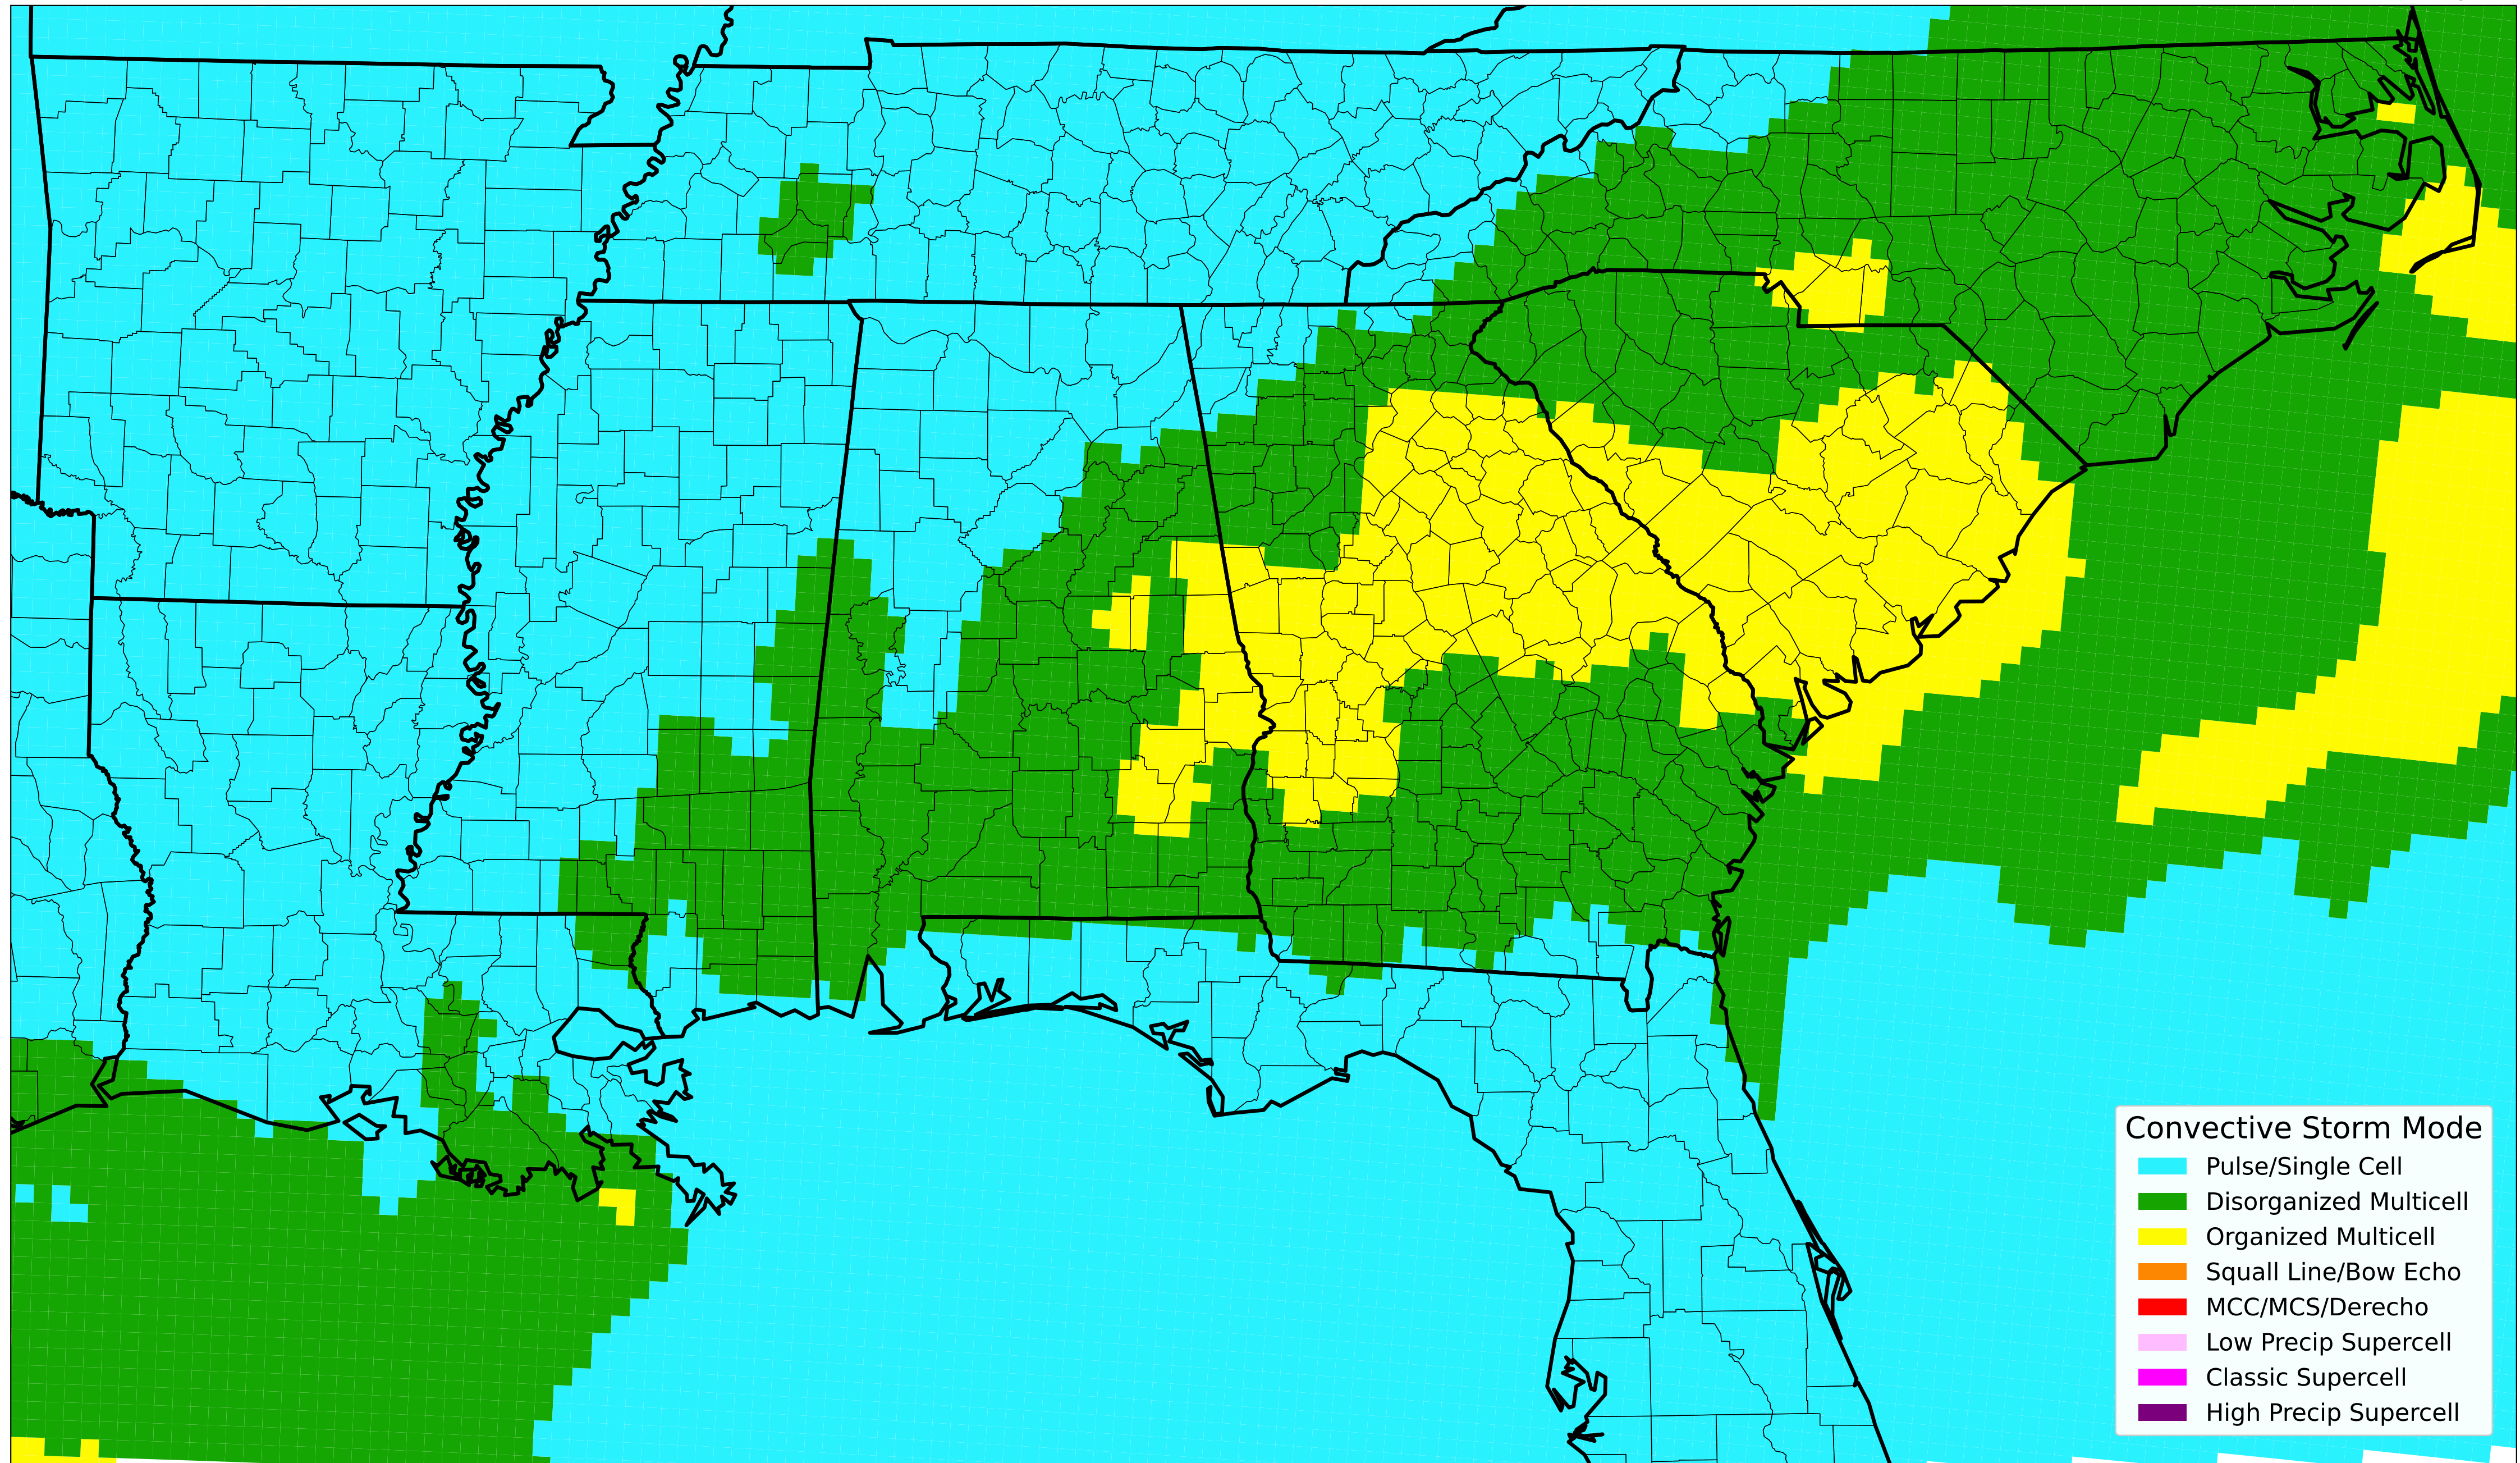 Convective Storm Mode
Pulse/Single Cell
Disorganized Multicell
Organized Multicell
Squall Line/Bow Echo
MCC/MCS/Derecho
Low Precip Supercell
Classic Supercell
High Precip Supercell